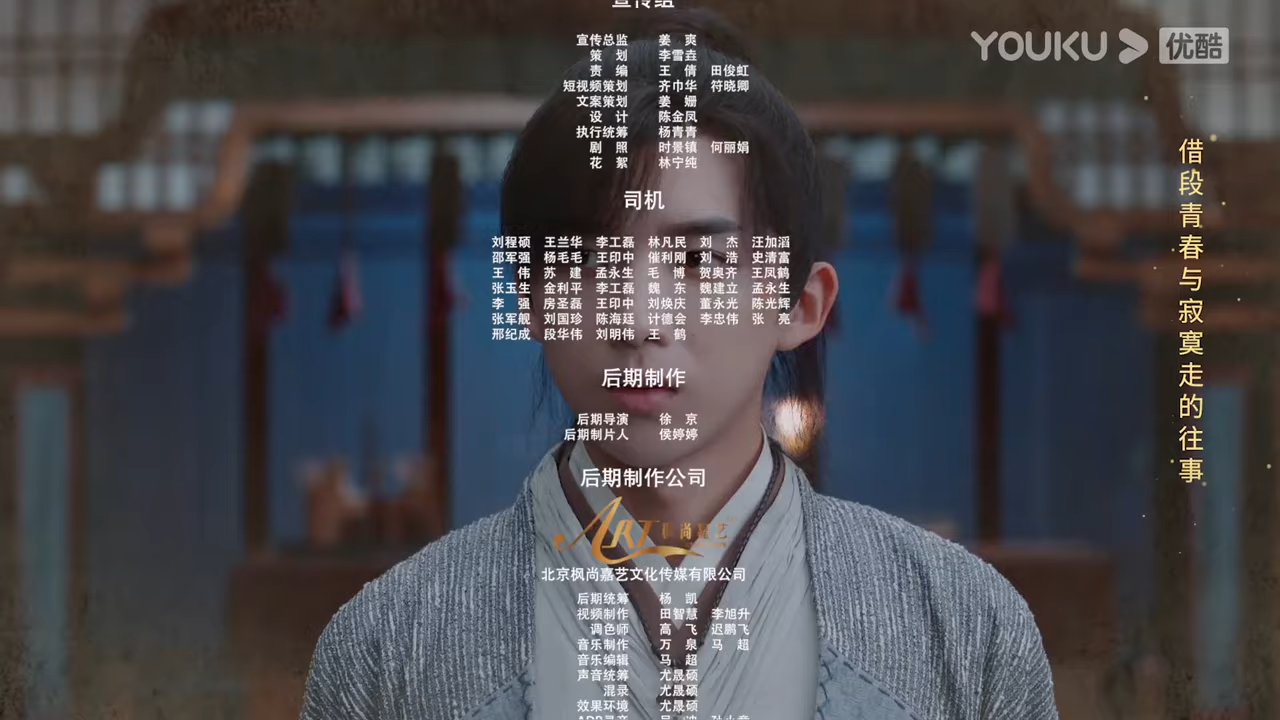 宣传组
YOUKU 优酷
宣传总监 姜 爽
策 划 李雪垚
责 编 王 倩 田俊虹
短视频策划 齐巾华 符晓卿
文案策划 姜 姗
设 计 陈金凤
执行统筹 杨青青
剧 照 时景镇 何丽娟
花 絮 林宁纯
司机
刘程硕 王兰华 李工磊 林凡民 刘 杰 汪加滔
邵军强 杨毛毛 王印中 催利刚 刘 浩 史清富
王 伟 苏 建 孟永生 毛 博 贺奥齐 王凤鹤
张玉生 金利平 李工磊 魏 东 魏建立 孟永生
李 强 房圣磊 王印中 刘焕庆 董永光 陈光辉
张军舰 刘国珍 陈海廷 计德会 李忠伟 张 亮
邢纪成 段华伟 刘明伟 王 鹤
后期制作
后期导演 徐 京
后期制片人 侯婷婷
后期制作公司
ART 枫尚嘉艺
北京枫尚嘉艺文化传媒有限公司
后期统筹 杨 凯
视频制作 田智慧 李旭升
调色师 高 飞 迟鹏飞
音乐制作 万 泉 马 超
音乐编辑 马 超
声音统筹 尤晟硕
混录 尤晟硕
效果环境 尤晟硕
借段青春与寂寞走的往事